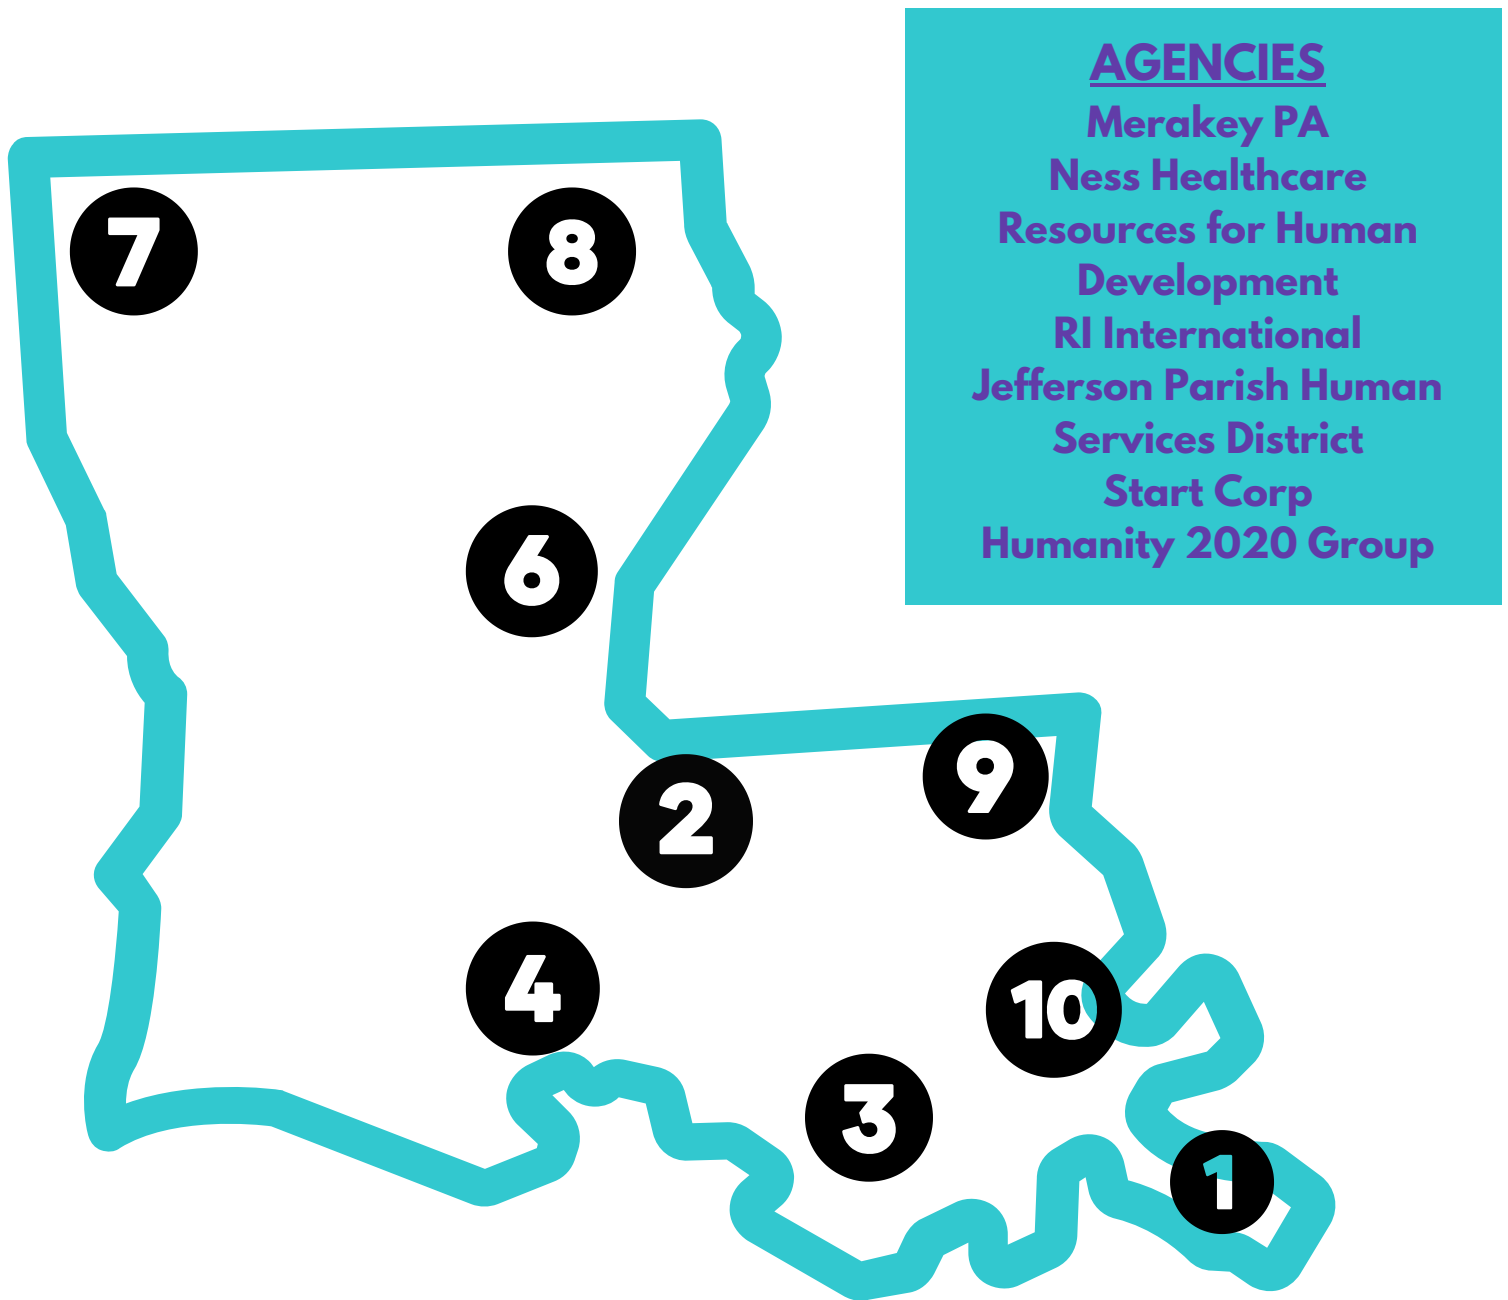 AGENCIES
Merakey PA
Ness Healthcare
Resources for Human
Development
RI International
Jefferson Parish Human
Services District
Start Corp
Humanity 2020 Group
7
8
6
2
9
4
10
3
1